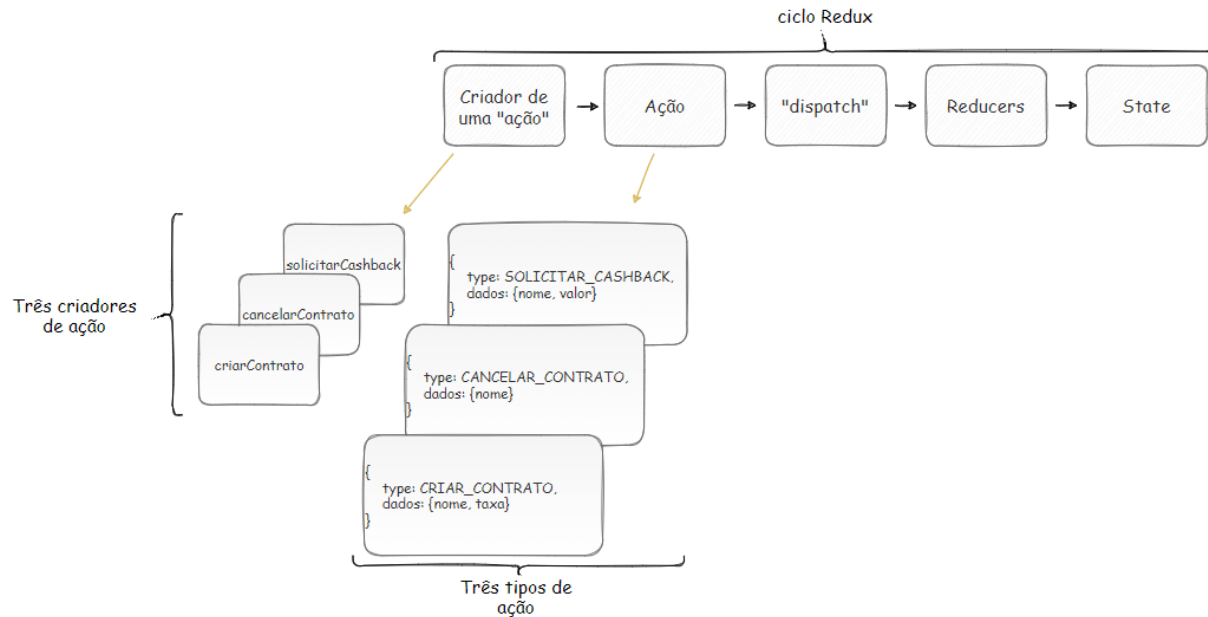 ciclo Redux
Criador de
uma "ação"
Ação
"dispatch"
Reducers
State
Três criadores
de ação
solicitarCashback
cancelarContrato
criarContrato
{
type: SOLICITAR_CASHBACK,
dados: {nome, valor}
}
{
type: CANCELAR_CONTRATO,
dados: {nome}
}
{
type: CRIAR_CONTRATO,
dados: {nome, taxa}
}
Três tipos de
ação